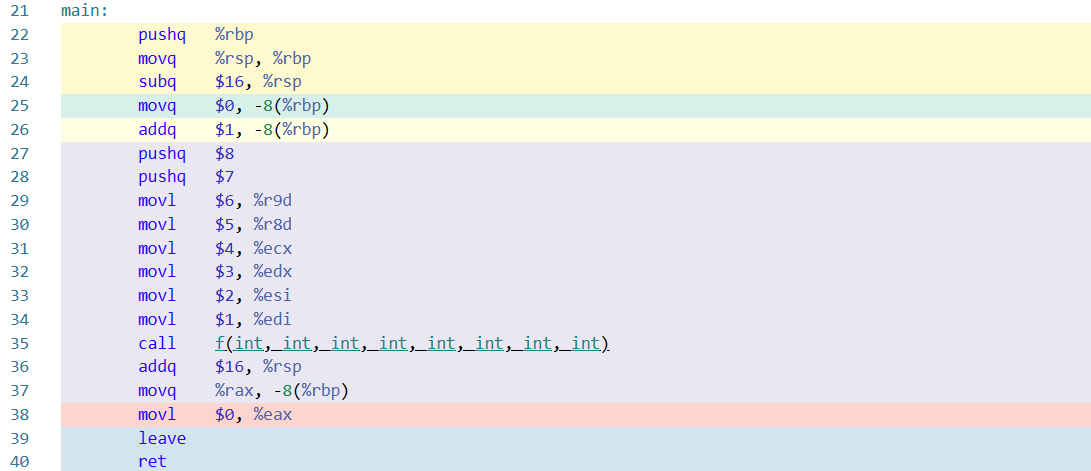 21 main:
22 pushq %rbp
23 movq %rsp, %rbp
24 subq $16, %rsp
25 movq $0, -8(%rbp)
26 addq $1, -8(%rbp)
27 pushq $8
28 pushq $7
29 movl $6, %r9d
30 movl $5, %r8d
31 movl $4, %ecx
32 movl $3, %edx
33 movl $2, %esi
34 movl $1, %edi
35 call f(int, int, int, int, int, int, int, int)
36 addq $16, %rsp
37 movq %rax, -8(%rbp)
38 movl $0, %eax
39 leave
40 ret